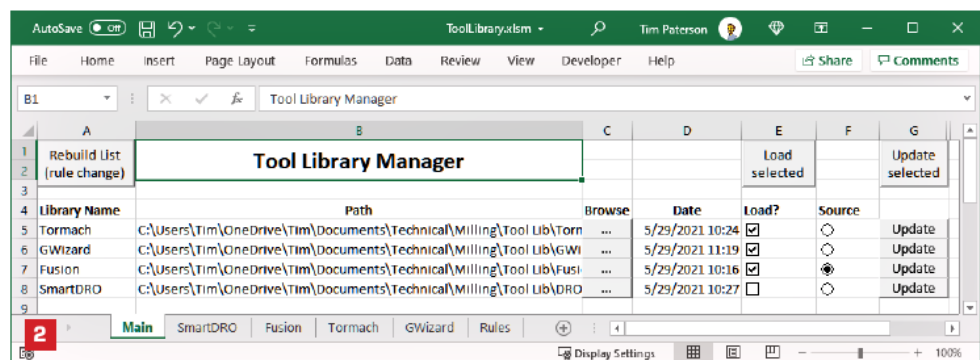 AutoSave Off ToolLibrary.xlsm Tim Paterson
File Home Insert Page Layout Formulas Data Review View Developer Help Share Comments
B1 fx Tool Library Manager
A B C D E F G
1 Rebuild List Tool Library Manager Load Update
2 (rule change) selected selected
3
4 Library Name Path Browse Date Load? Source
5 Tormach C:\Users\Tim\OneDrive\Tim\Documents\Technical\Milling\Tool Lib\Torn ... 5/29/2021 10:24 Update
6 GWizard C:\Users\Tim\OneDrive\Tim\Documents\Technical\Milling\Tool Lib\GWi ... 5/29/2021 11:19 Update
7 Fusion C:\Users\Tim\OneDrive\Tim\Documents\Technical\Milling\Tool Lib\Fusi ... 5/29/2021 10:16 Update
8 SmartDRO C:\Users\Tim\OneDrive\Tim\Documents\Technical\Milling\Tool Lib\DRO ... 5/29/2021 10:27 Update
9
2 Main SmartDRO Fusion Tormach GWizard Rules
Display Settings 100%